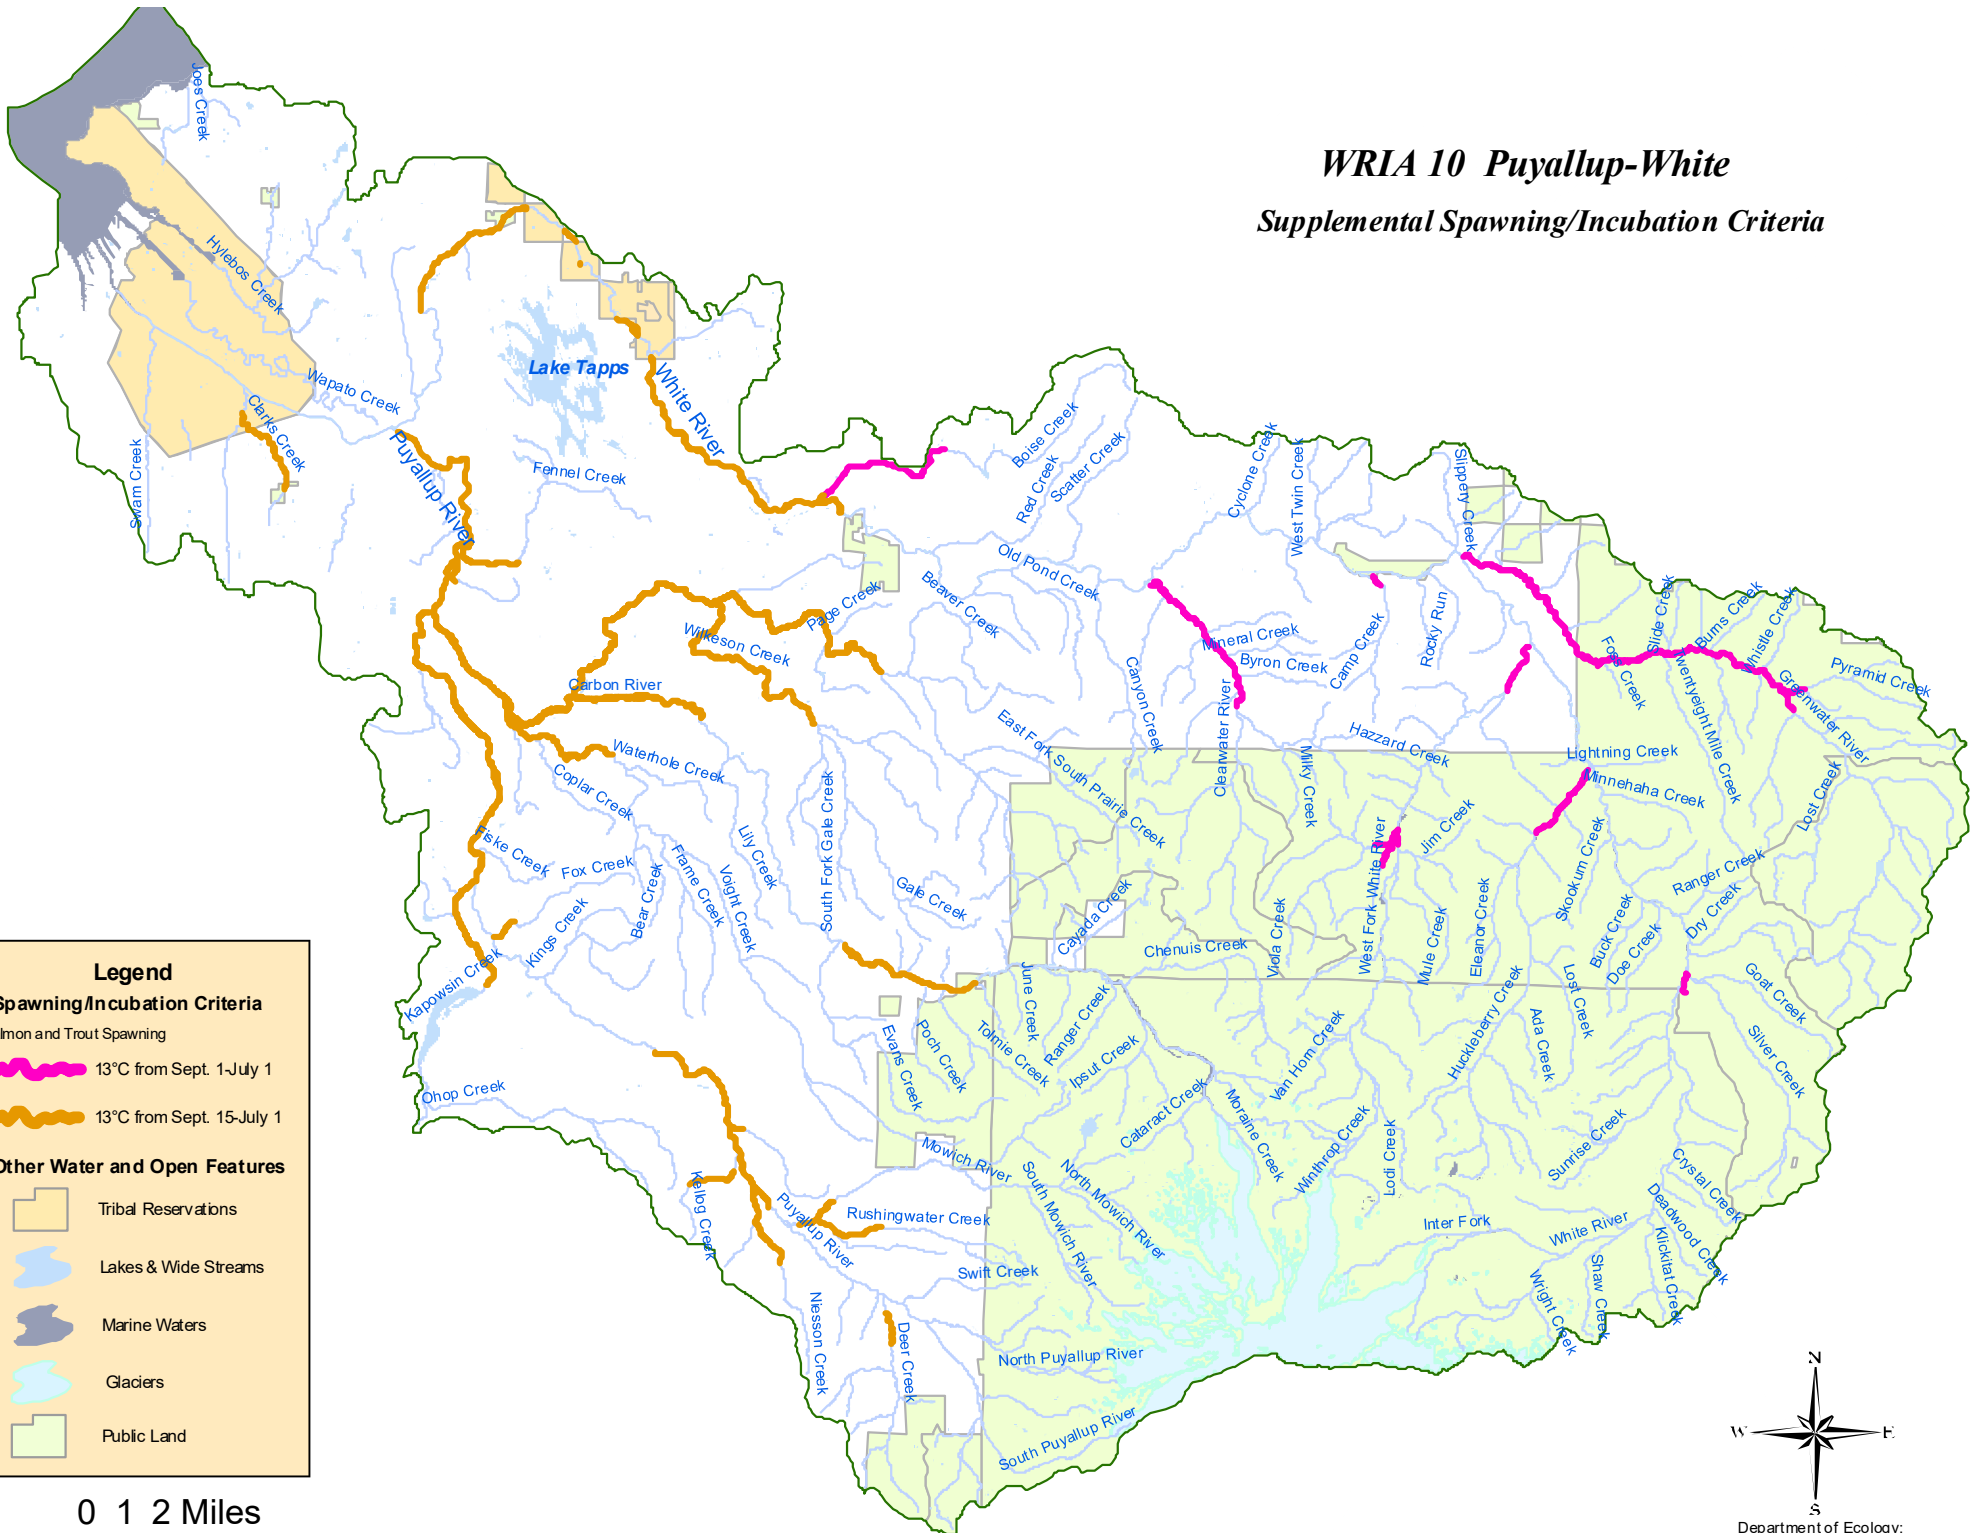 WRIA 10 Puyallup-White
Supplemental Spawning/Incubation Criteria
Joes Creek
Hylebos Creek
Wapato Creek
Clarks Creek
Swam Creek
Puyallup River
Lake Tapps
White River
Fennel Creek
Boise Creek
Red Creek
Scatter Creek
Cyclone Creek
West Twin Creek
Slippery Creek
Old Pond Creek
Beaver Creek
Page Creek
Wilkeson Creek
Carbon River
Waterhole Creek
Coplar Creek
Canyon Creek
Mineral Creek
Byron Creek
Camp Creek
Rocky Run
Clearwater River
Hazzard Creek
Milky Creek
East Fork South Prairie Creek
Foss Creek
Slide Creek
Twentyeight Mile Creek
Burns Creek
Whistle Creek
Pyramid Creek
Greenwater River
Lightning Creek
Minnehaha Creek
Lost Creek
Fiske Creek
Fox Creek
Kings Creek
Bear Creek
Frame Creek
Voight Creek
Lily Creek
South Fork Gale Creek
Gale Creek
Cayada Creek
Chenuis Creek
Viola Creek
West Fork White River
Jim Creek
Mule Creek
Eleanor Creek
Skookum Creek
Buck Creek
Doe Creek
Ranger Creek
Dry Creek
Goat Creek
Silver Creek
Kapowsin Creek
Ohop Creek
Evans Creek
Poch Creek
Tolmie Creek
June Creek
Ranger Creek
Ipsut Creek
Cataract Creek
Moraine Creek
Van Horn Creek
Winthrop Creek
Lodi Creek
Huckleberry Creek
Ada Creek
Lost Creek
Sunrise Creek
Crystal Creek
Deadwood Creek
Klickitat Creek
Shaw Creek
Wright Creek
White River
Inter Fork
Mowich River
North Mowich River
South Mowich River
Kellog Creek
Puyallup River
Rushingwater Creek
Swift Creek
Niesson Creek
Deer Creek
North Puyallup River
South Puyallup River
Legend
Spawning/Incubation Criteria
lmon and Trout Spawning
13°C from Sept. 1-July 1
13°C from Sept. 15-July 1
Other Water and Open Features
Tribal Reservations
Lakes & Wide Streams
Marine Waters
Glaciers
Public Land
0 1 2 Miles
N
W E
S
Department of Ecology: